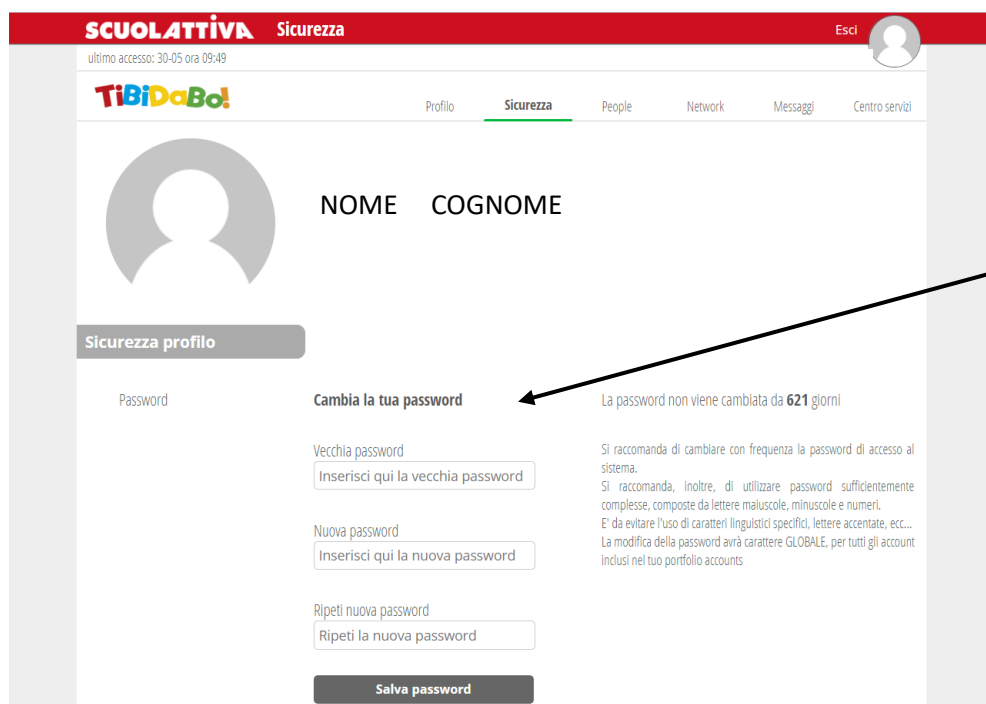 SCUOLATTIVA Sicurezza Esci
ultimo accesso: 30-05 ora 09:49
TiBiDaBo!
Profilo Sicurezza People Network Messaggi Centro servizi
NOME COGNOME
Sicurezza profilo
Password
Cambia la tua password
Vecchia password
Inserisci qui la vecchia password
Nuova password
Inserisci qui la nuova password
Ripeti nuova password
Ripeti la nuova password
Salva password
La password non viene cambiata da 621 giorni
Si raccomanda di cambiare con frequenza la password di accesso al
sistema.
Si raccomanda, inoltre, di utilizzare password sufficientemente
complesse, composte da lettere maiuscole, minuscole e numeri.
E' da evitare l'uso di caratteri linguistici specifici, lettere accentate, ecc...
La modifica della password avrà carattere GLOBALE, per tutti gli account
inclusi nel tuo portfolio accounts